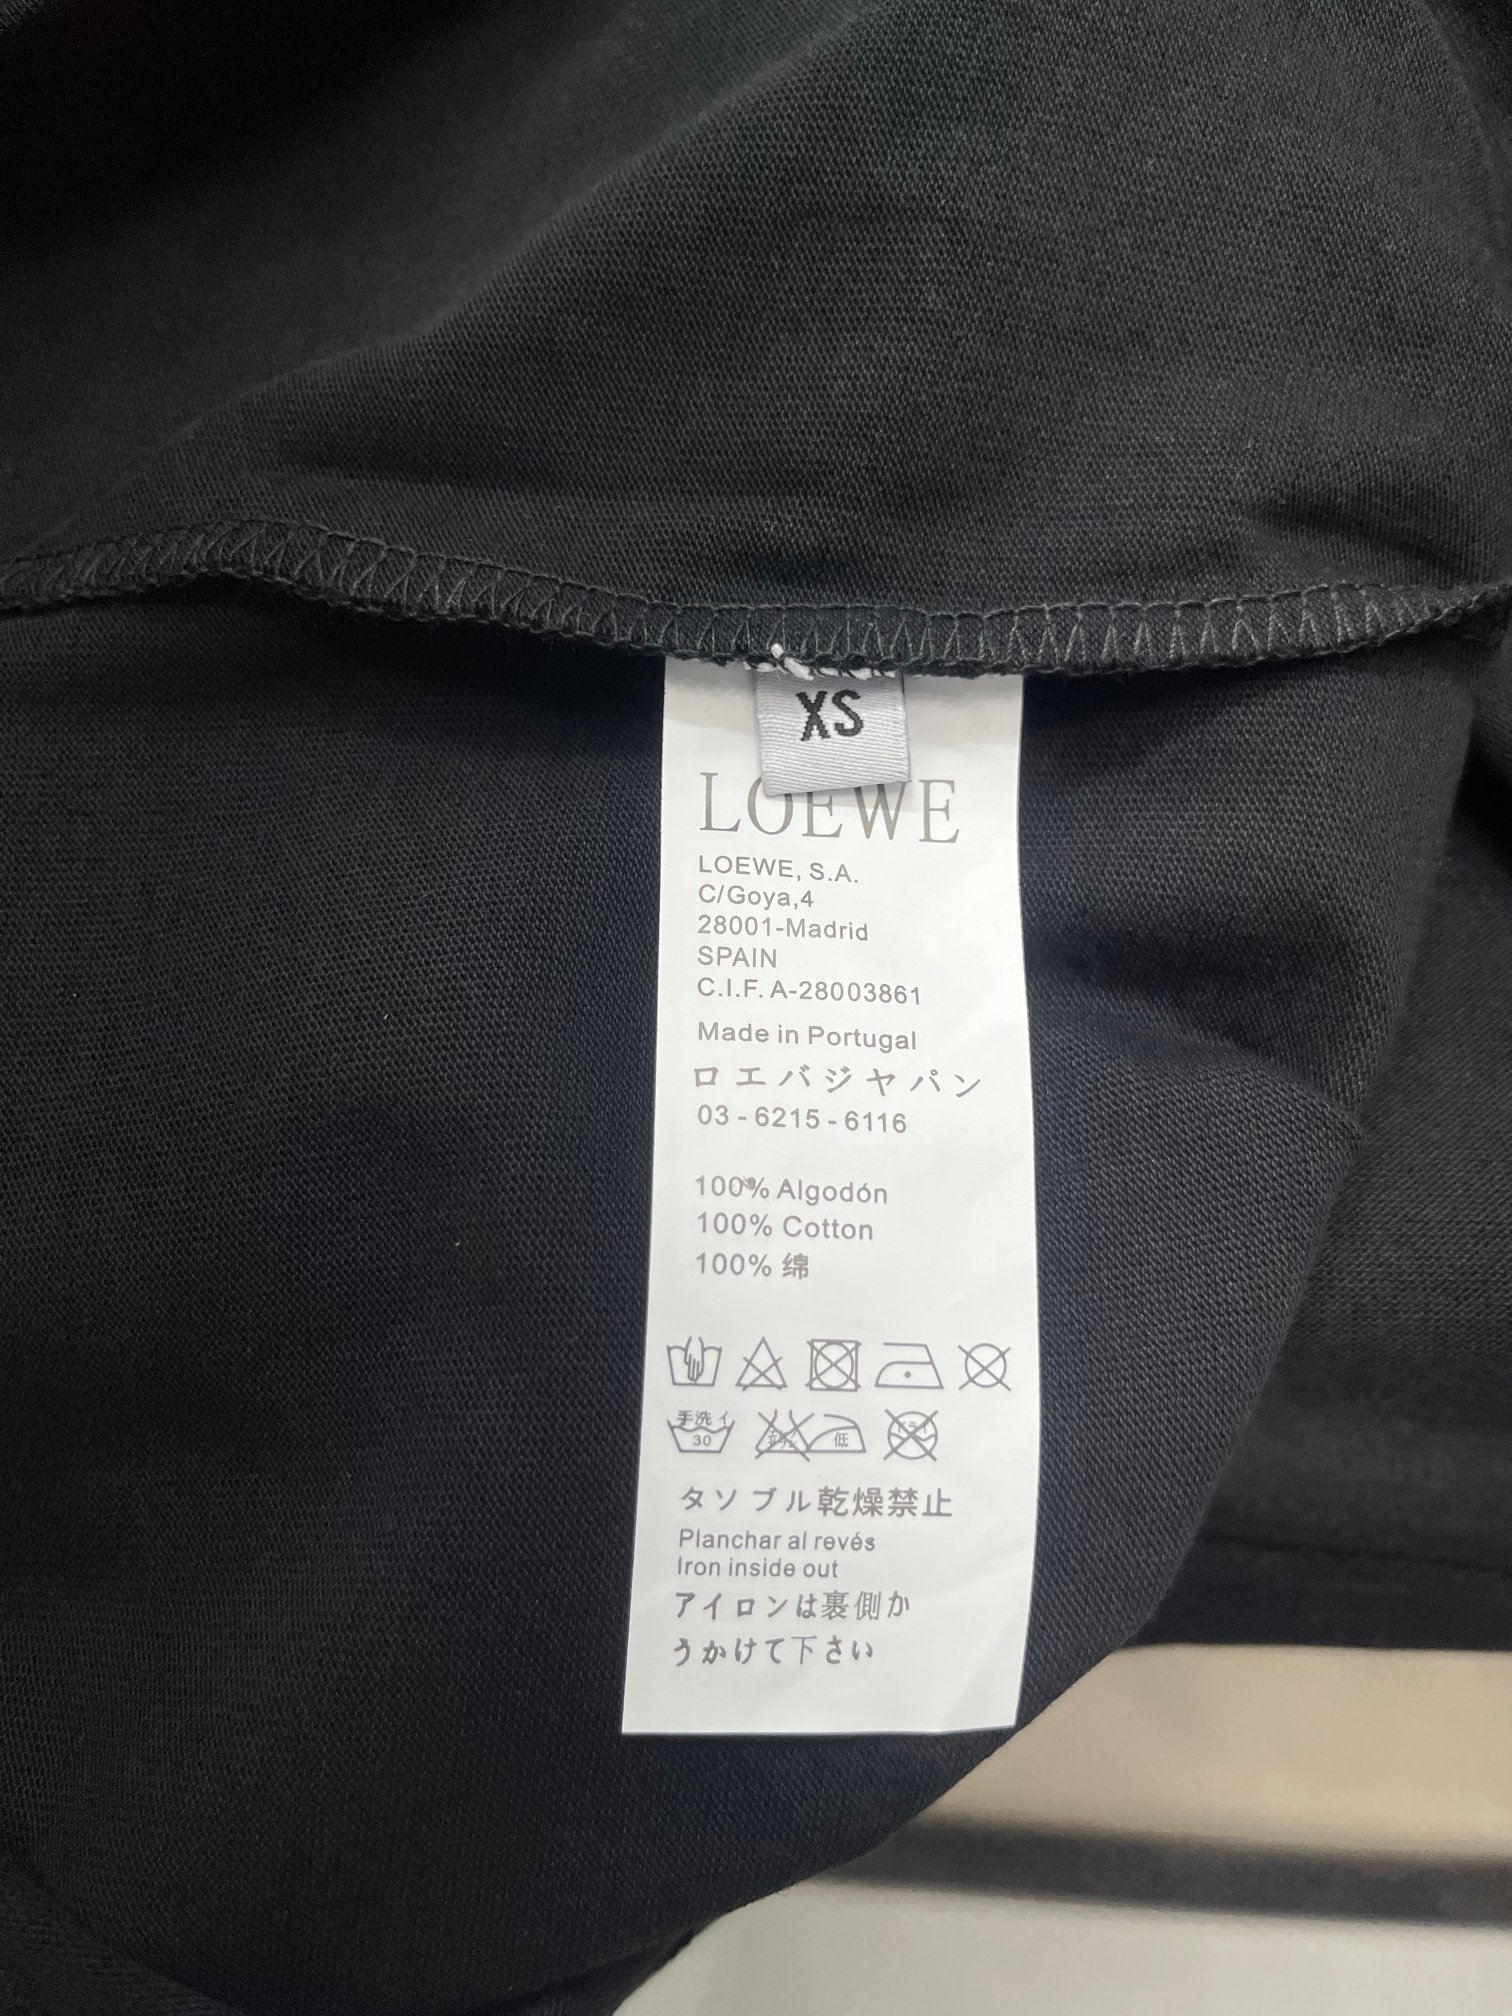 XS
LOEWE
LOEWE, S.A.
C/Goya,4
28001-Madrid
SPAIN
C.I.F. A-28003861
Made in Portugal
ロエバジヤパン
03 - 6215 - 6116
100% Algodón
100% Cotton
100% 绵
手洗イ
30
低
タソブル乾燥禁止
Planchar al revés
Iron inside out
アイロンは裏側か
うかけて下さい